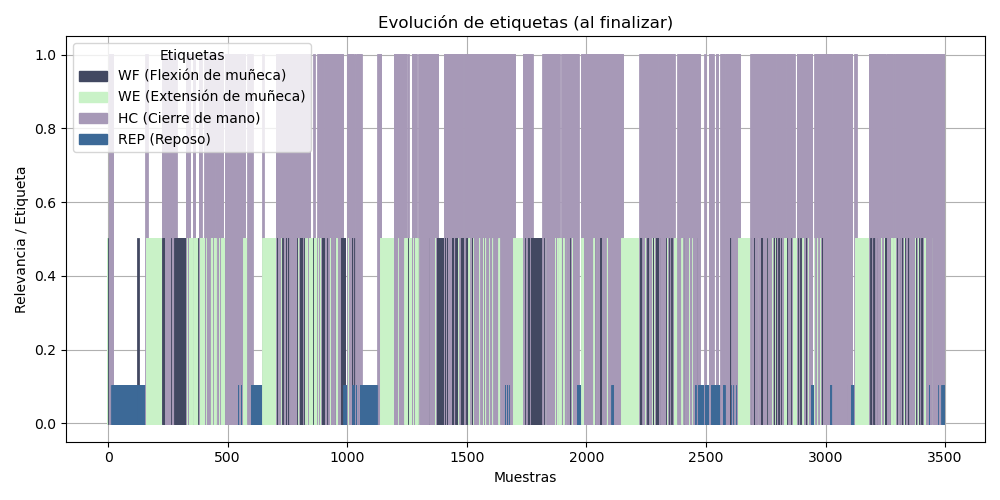 Evolución de etiquetas (al finalizar)
Etiquetas
WF (Flexión de muñeca)
WE (Extensión de muñeca)
HC (Cierre de mano)
REP (Reposo)
Relevancia / Etiqueta
1.0
0.8
0.6
0.4
0.2
0.0
0 500 1000 1500 2000 2500 3000 3500
Muestras